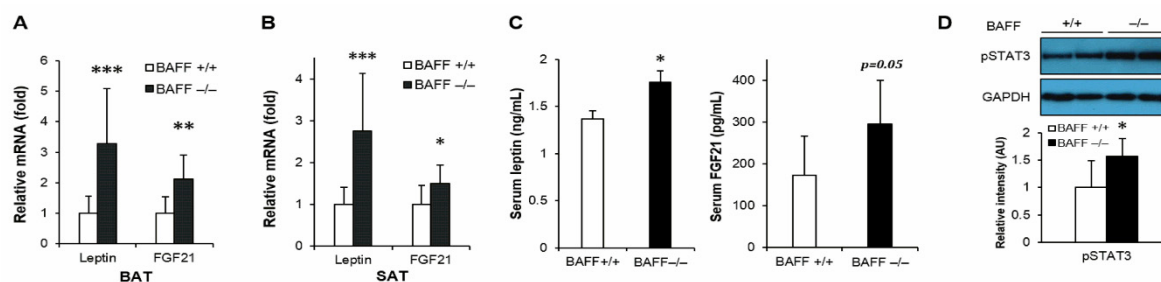 A
Relative mRNA (fold)
6
5
4
3
2
1
0
***
**
BAFF +/+
BAFF –/–
Leptin
FGF21
BAT
B
Relative mRNA (fold)
5
4
3
2
1
0
***
*
BAFF +/+
BAFF –/–
Leptin
FGF21
SAT
C
Serum leptin (ng/mL)
2
1.5
1
0.5
0
*
BAFF+/+
BAFF–/–
Serum FGF21 (pg/mL)
400
300
200
100
0
p=0.05
BAFF +/+
BAFF –/–
D
BAFF
+/+
–/–
pSTAT3
GAPDH
Relative intensity (AU)
2
1.5
1
0.5
0
BAFF +/+
BAFF –/–
*
pSTAT3